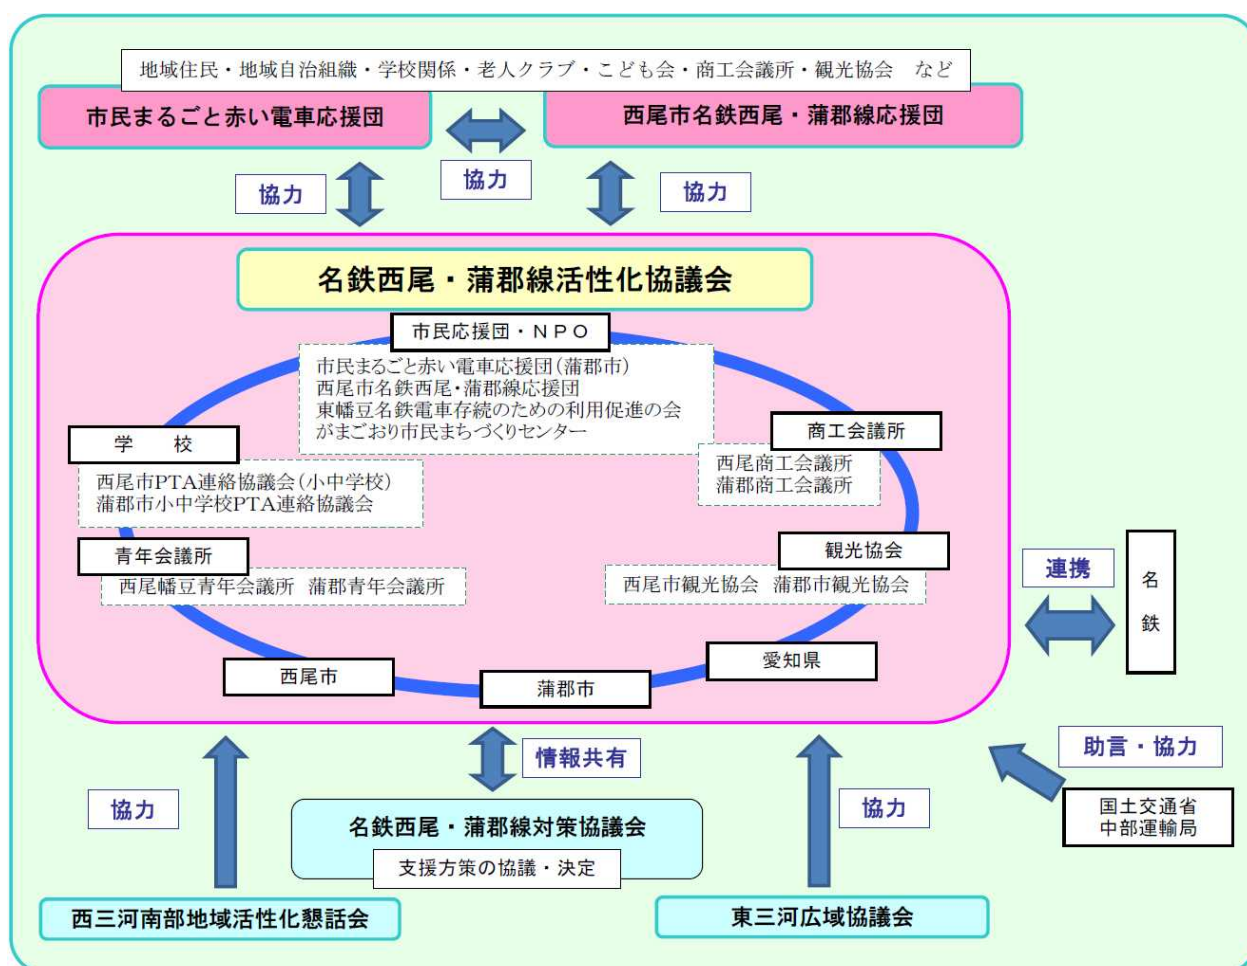 地域住民・地域自治組織・学校関係・老人クラブ・こども会・商工会議所・観光協会　など
市民まるごと赤い電車応援団
西尾市名鉄西尾・蒲郡線応援団
協力
協力
協力
名鉄西尾・蒲郡線活性化協議会
市民応援団・ＮＰＯ
市民まるごと赤い電車応援団(蒲郡市)
西尾市名鉄西尾・蒲郡線応援団
東幡豆名鉄電車存続のための利用促進の会
がまごおり市民まちづくりセンター
学　　校
西尾市PTA連絡協議会(小中学校)
蒲郡市小中学校PTA連絡協議会
商工会議所
西尾商工会議所
蒲郡商工会議所
青年会議所
西尾幡豆青年会議所　蒲郡青年会議所
観光協会
西尾市観光協会　蒲郡市観光協会
西尾市
蒲郡市
愛知県
連携
名
鉄
協力
情報共有
協力
助言・協力
国土交通省
中部運輸局
名鉄西尾・蒲郡線対策協議会
支援方策の協議・決定
西三河南部地域活性化懇話会
東三河広域協議会